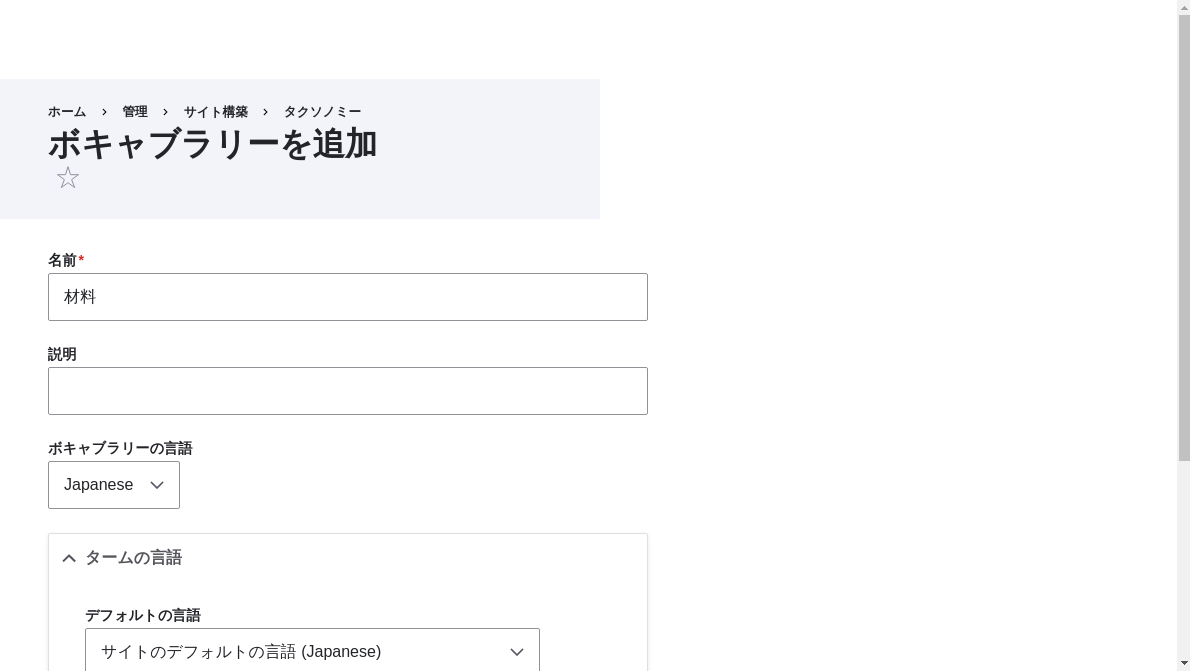 ホーム › 管理 › サイト構築 › タクソノミー
ボキャブラリーを追加
名前*
材料
説明
ボキャブラリーの言語
Japanese
タームの言語
デフォルトの言語
サイトのデフォルトの言語 (Japanese)